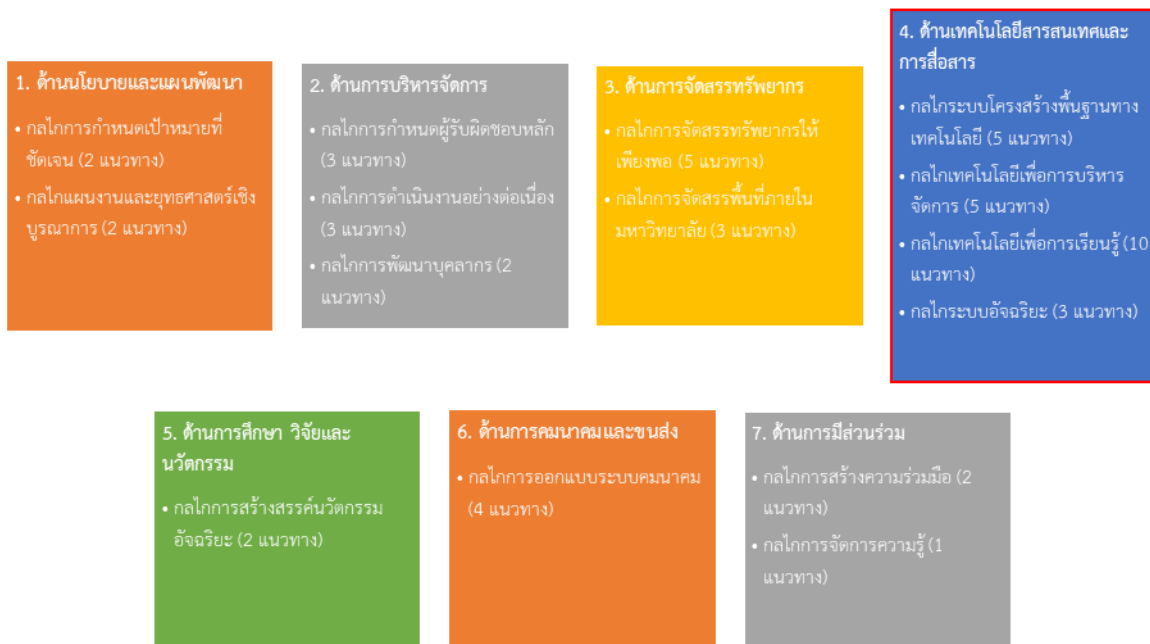 1. ด้านนโยบายและแผนพัฒนา
• กลไกการกำหนดเป้าหมายที่
ชัดเจน (2 แนวทาง)
• กลไกแผนงานและยุทธศาสตร์เชิง
บูรณาการ (2 แนวทาง)
2. ด้านการบริหารจัดการ
• กลไกการกำหนดผู้รับผิดชอบหลัก
(3 แนวทาง)
• กลไกการดำเนินงานอย่างต่อเนื่อง
(3 แนวทาง)
• กลไกการพัฒนาบุคลากร (2
แนวทาง)
3. ด้านการจัดสรรทรัพยากร
• กลไกการจัดสรรทรัพยากรให้
เพียงพอ (5 แนวทาง)
• กลไกการจัดสรรพื้นที่ภายใน
มหาวิทยาลัย (3 แนวทาง)
4. ด้านเทคโนโลยีสารสนเทศและ
การสื่อสาร
• กลไกระบบโครงสร้างพื้นฐานทาง
เทคโนโลยี (5 แนวทาง)
• กลไกเทคโนโลยีเพื่อการบริหาร
จัดการ (5 แนวทาง)
• กลไกเทคโนโลยีเพื่อการเรียนรู้ (10
แนวทาง)
• กลไกระบบอัจฉริยะ (3 แนวทาง)
5. ด้านการศึกษา วิจัยและ
นวัตกรรม
• กลไกการสร้างสรรค์นวัตกรรม
อัจฉริยะ (2 แนวทาง)
6. ด้านการคมนาคมและขนส่ง
• กลไกการออกแบบระบบคมนาคม
(4 แนวทาง)
7. ด้านการมีส่วนร่วม
• กลไกการสร้างความร่วมมือ (2
แนวทาง)
• กลไกการจัดการความรู้ (1
แนวทาง)